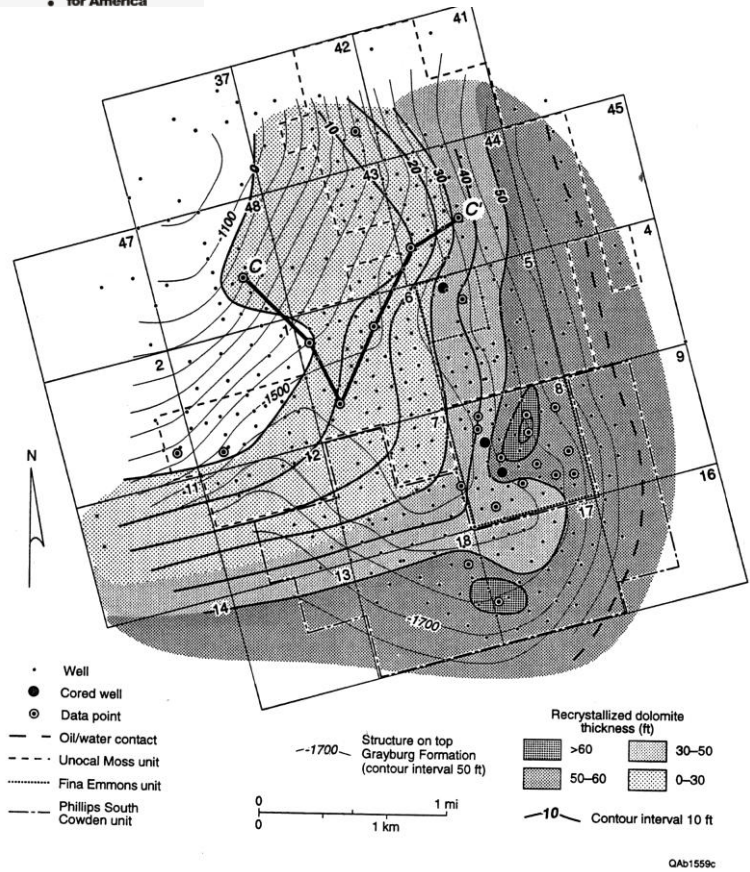 for America
41
42
37
45
10
44
20
43
30
40
0
50
48
-1100
47
C'
4
C
5
6
1
2
9
-1500
8
7
12
N
16
11
17
18
13
14
-1700
Well
Cored well
Data point
Oil/water contact
Unocal Moss unit
Fina Emmons unit
Phillips South
Cowden unit
-1700
Structure on top
Grayburg Formation
(contour interval 50 ft)
0 1 mi
0 1 km
Recrystallized dolomite
thickness (ft)
>60 30–50
50–60 0–30
10 Contour interval 10 ft
QAb1559c